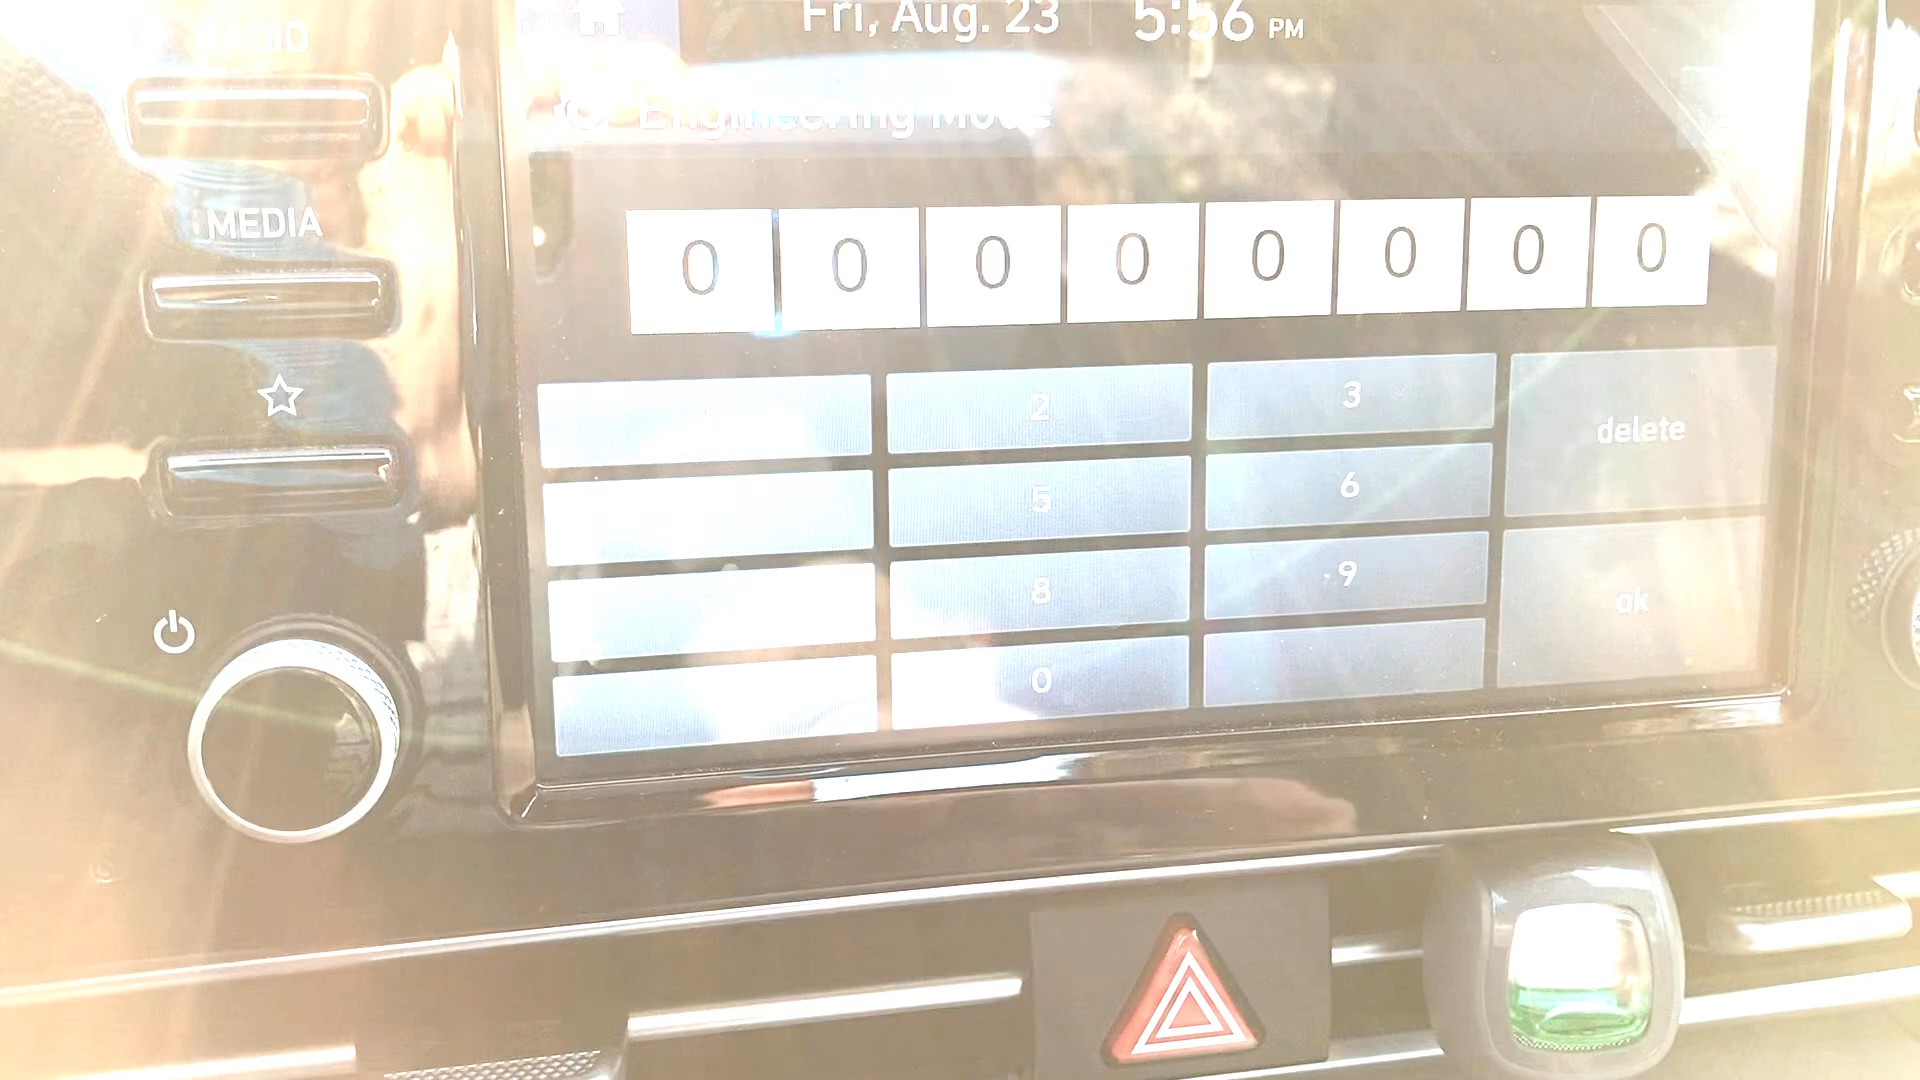 RADIO
MEDIA
Fri, Aug. 23 5:56 PM
Engineering Mode
0 0 0 0 0 0 0 0
2 3 delete
5 6
8 9 ok
0